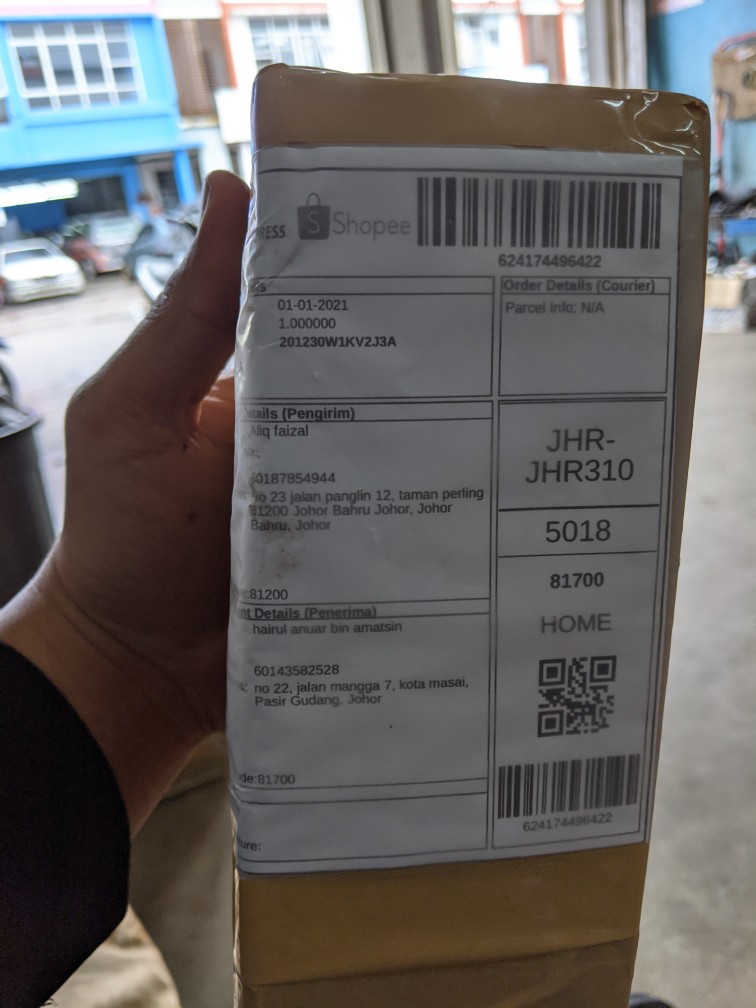 RESS Shopee
624174496422
01-01-2021
1.000000
201230W1KV2J3A
Order Details (Courier)
Parcel Info: N/A
etails (Pengirim)
Aliq faizal
60187854944
no 23 jalan panglin 12, taman perling
81200 Johor Bahru Johor, Johor
Bahru, Johor
81200
nt Details (Penerima)
hairul anuar bin amatsin
60143582528
no 22, jalan mangga 7, kota masai,
Pasir Gudang, Johor
de:81700
ure:
JHR-
JHR310
5018
81700
HOME
624174496422